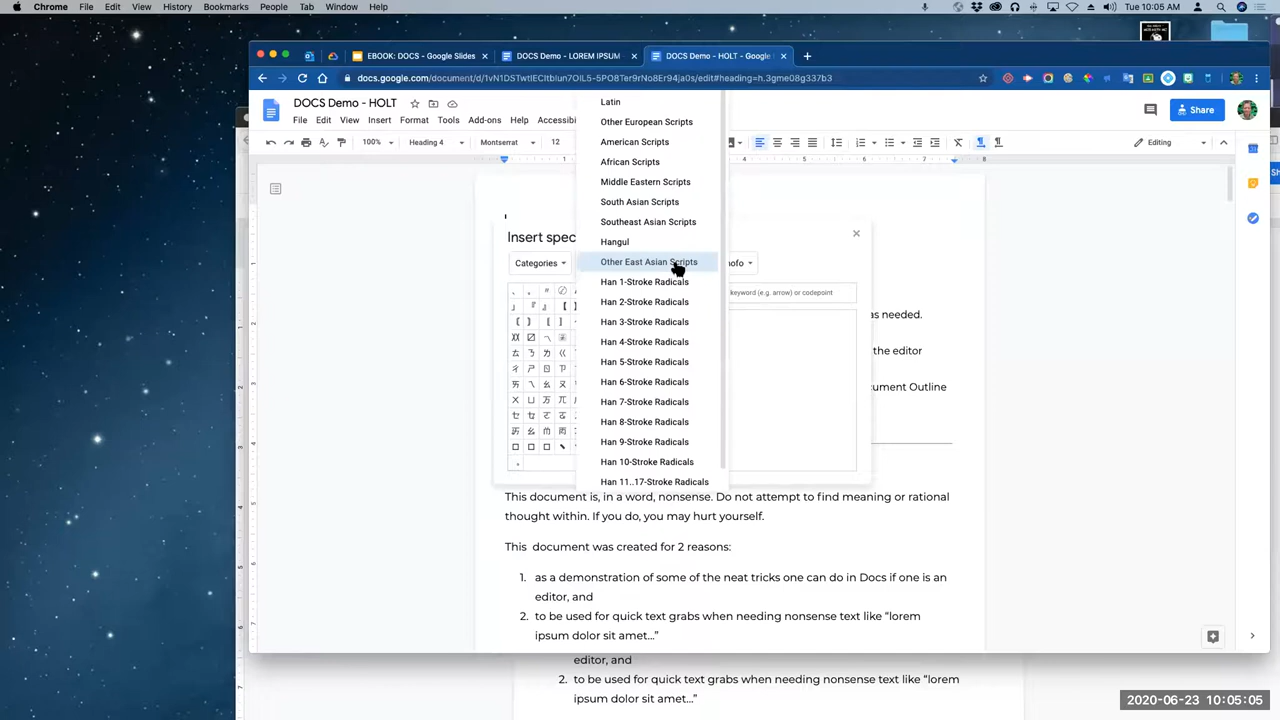 Chrome File Edit View History Bookmarks People Tab Window Help Tue 10:05 AM
EBOOK: DOCS - Google Slides DOCS Demo - LOREM IPSUM - DOCS Demo - HOLT - Google
docs.google.com/document/d/1vN1DSTwtIECItbiun7OiL5-5PO8Ter9rNo8Er94ja0s/edit#heading=h.3gme08g337b3
DOCS Demo - HOLT
Share
File Edit View Insert Format Tools Add-ons Help Accessibi
100% Heading 4 Montserrat 12 Editing
1 4 5 6 7 8
Latin
Other European Scripts
American Scripts
African Scripts
Middle Eastern Scripts
South Asian Scripts
Southeast Asian Scripts
Hangul
Other East Asian Scripts
Han 1-Stroke Radicals
Han 2-Stroke Radicals
Han 3-Stroke Radicals
Han 4-Stroke Radicals
Han 5-Stroke Radicals
Han 6-Stroke Radicals
Han 7-Stroke Radicals
Han 8-Stroke Radicals
Han 9-Stroke Radicals
Han 10-Stroke Radicals
Han 11..17-Stroke Radicals
Insert spec
Categories
keyword (e.g. arrow) or codepoint
as needed.
the editor
cument Outline
This document is, in a word, nonsense. Do not attempt to find meaning or rational
thought within. If you do, you may hurt yourself.
This document was created for 2 reasons:
1. as a demonstration of some of the neat tricks one can do in Docs if one is an
editor, and
2. to be used for quick text grabs when needing nonsense text like “lorem
ipsum dolor sit amet...”
editor, and
2. to be used for quick text grabs when needing nonsense text like “lorem
ipsum dolor sit amet...”
2020-06-23 10:05:05